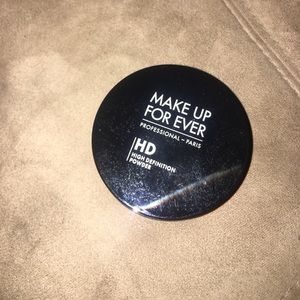 MAKE UP
FOR EVER
PROFESSIONAL – PARIS
HD
HIGH DEFINITION
POWDER